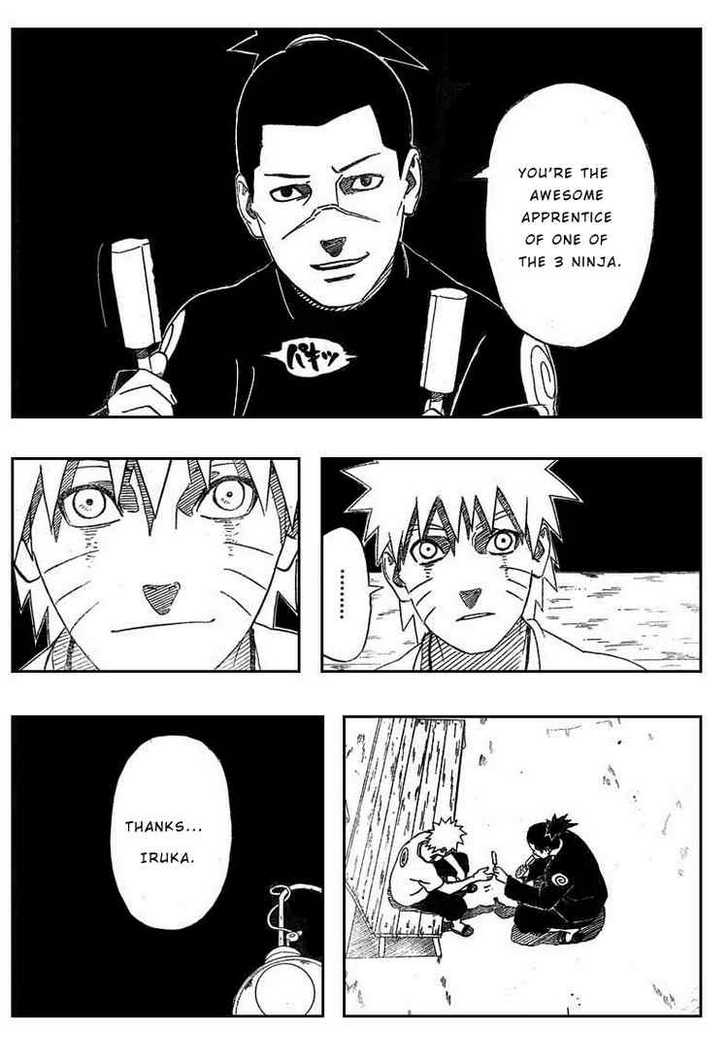 YOU'RE THE
AWESOME
APPRENTICE
OF ONE OF
THE 3 NINJA.
パキッ
........
THANKS...
IRUKA.